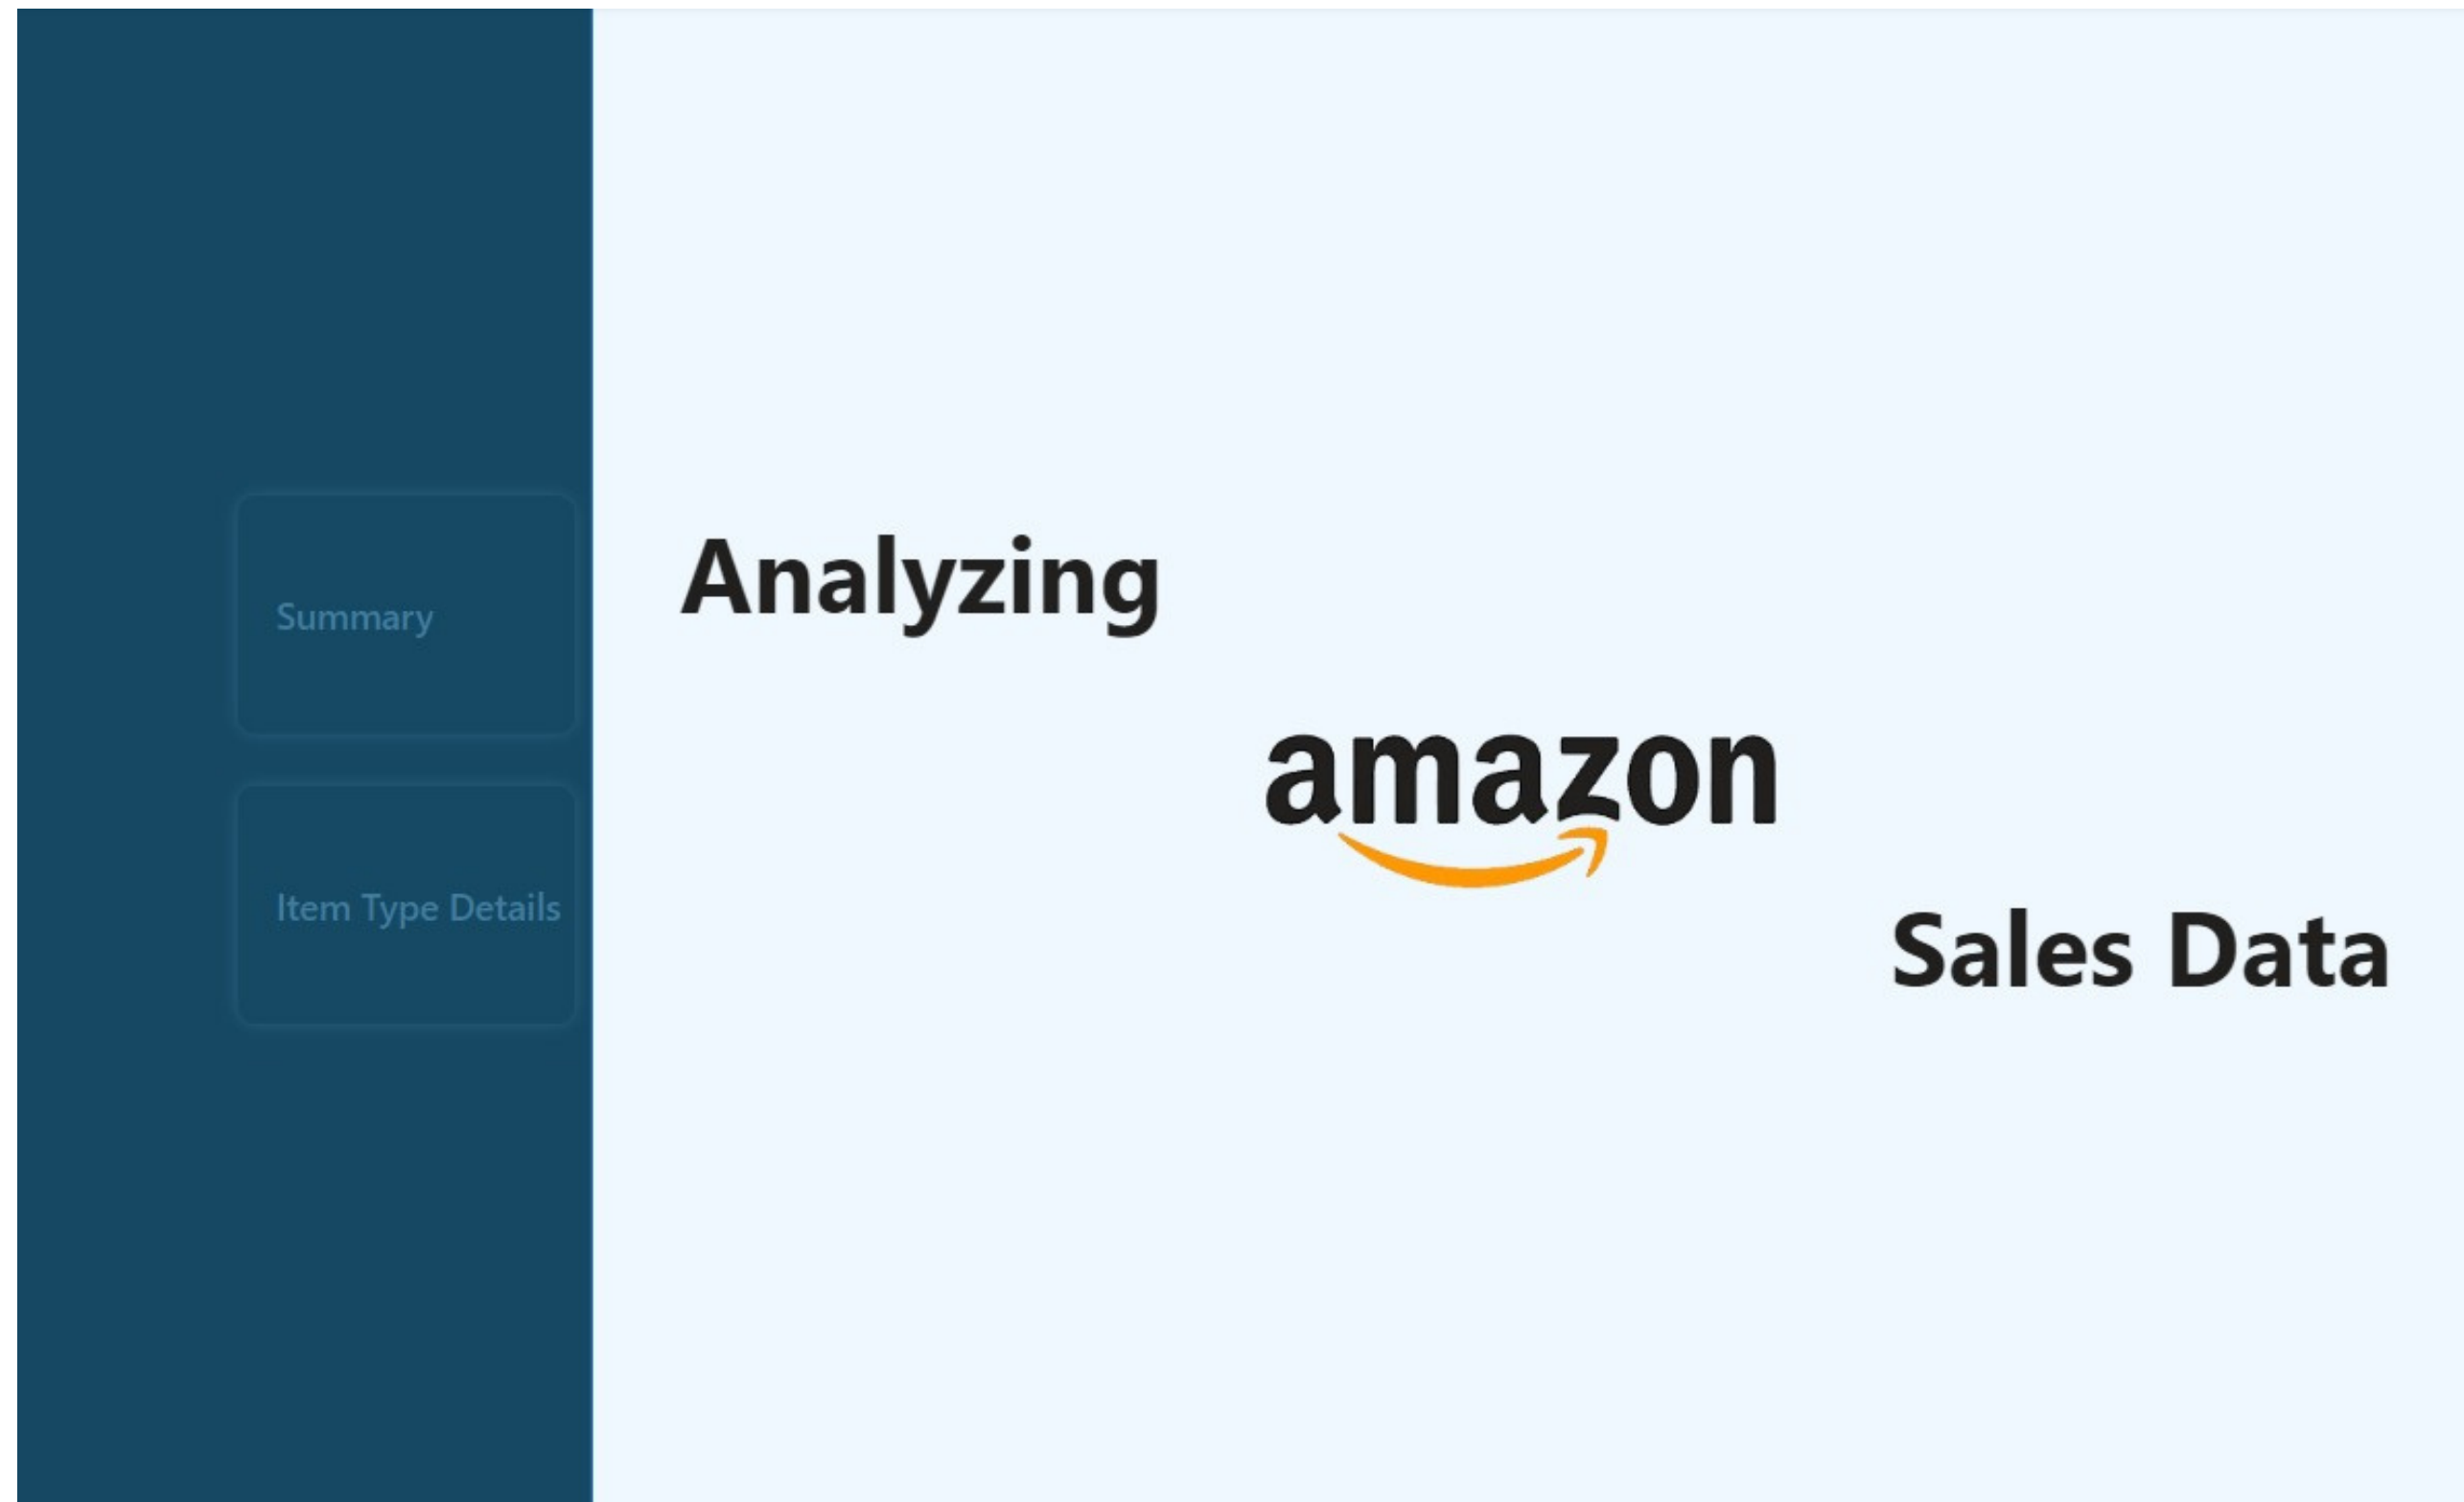 Summary
Item Type Details
Analyzing
amazon
Sales Data